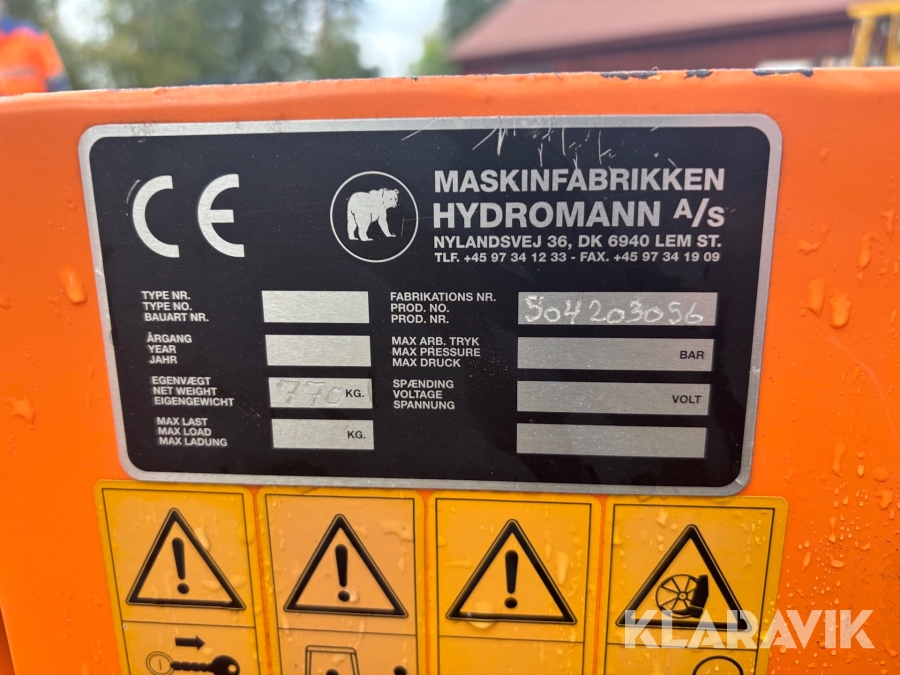 CE
MASKINFABRIKKEN
HYDROMANN A/S
NYLANDSVEJ 36, DK 6940 LEM ST.
TLF. +45 97 34 12 33 - FAX. +45 97 34 19 09
TYPE NR.
TYPE NO.
BAUART NR.
ÅRGANG
YEAR
JAHR
EGENVÆGT
NET WEIGHT
EIGENGEWICHT
770 KG.
MAX LAST
MAX LOAD
MAX LADUNG
KG.
FABRIKATIONS NR.
PROD. NO.
PROD. NR.
504203056
MAX ARB. TRYK
MAX PRESSURE
MAX DRUCK
BAR
SPÆNDING
VOLTAGE
SPANNUNG
VOLT
KLARAVIK